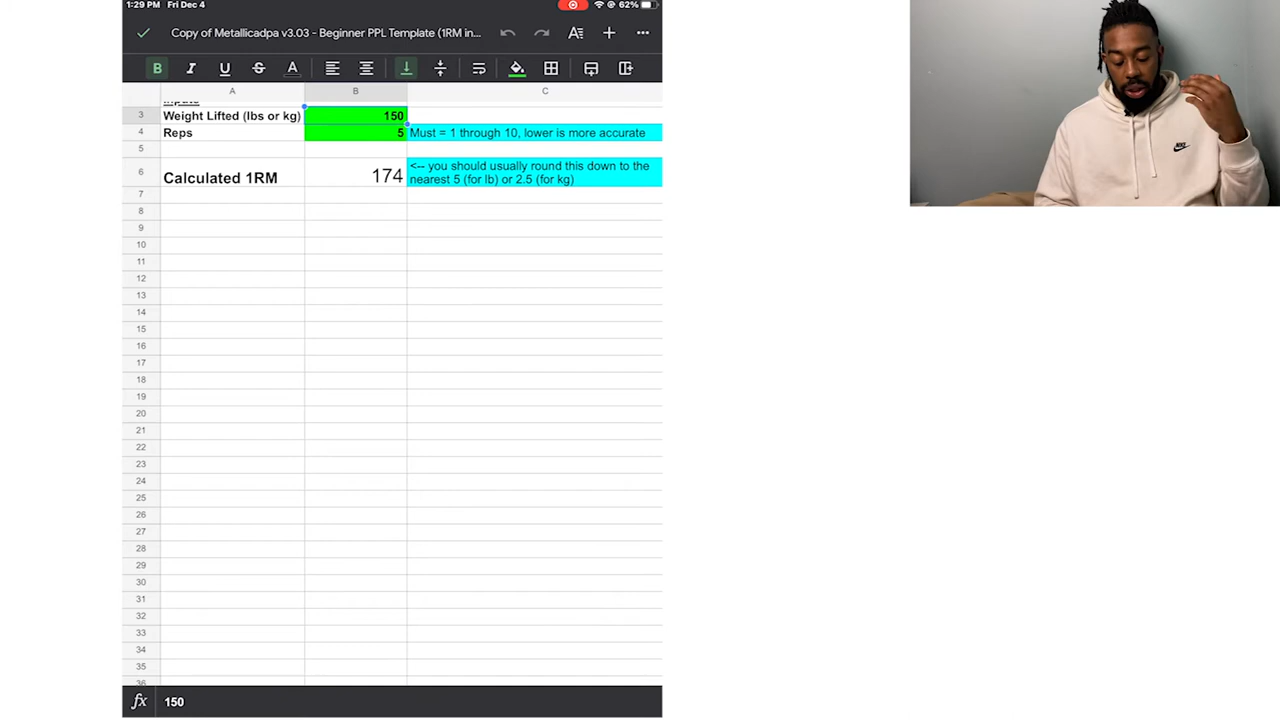 1:29 PM Fri Dec 4
62%
Copy of Metallicadpa v3.03 - Beginner PPL Template (1RM in...
B I U S A
A B C
Inputs
3 Weight Lifted (lbs or kg) 150
4 Reps 5 Must = 1 through 10, lower is more accurate
5
6 Calculated 1RM 174 <-- you should usually round this down to the
nearest 5 (for lb) or 2.5 (for kg)
7
8
9
10
11
12
13
14
15
16
17
18
19
20
21
22
23
24
25
26
27
28
29
30
31
32
33
34
35
36
fx 150
NIKE